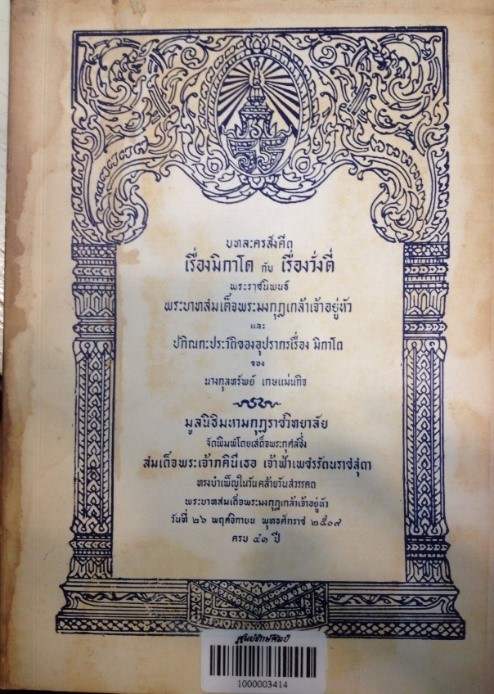 บทละครสังคีต
เรื่องมิกาโด กับ เรื่องวั่งตี่
พระราชนิพนธ์
พระบาทสมเด็จพระมงกุฎเกล้าเจ้าอยู่หัว
และ
ปกิณกะประวัติของอุปรากรเรื่อง มิกาโด
ของ
นางกุลทรัพย์ เกษแม่นกิจ
มูลนิธิมหามกุฏราชวิทยาลัย
จัดพิมพ์โดยเสด็จพระกุศลซึ่ง
สมเด็จพระเจ้าภคินีเธอ เจ้าฟ้าเพชรรัตนราชสุดา
ทรงบำเพ็ญในวันคล้ายวันสวรรคต
พระบาทสมเด็จพระมงกุฎเกล้าเจ้าอยู่หัว
วันที่ ๒๖ พฤศจิกายน พุทธศักราช ๒๕๐๙
ครบ ๔๑ ปี
ศูนย์รักษ์ศิลป์
1000003414